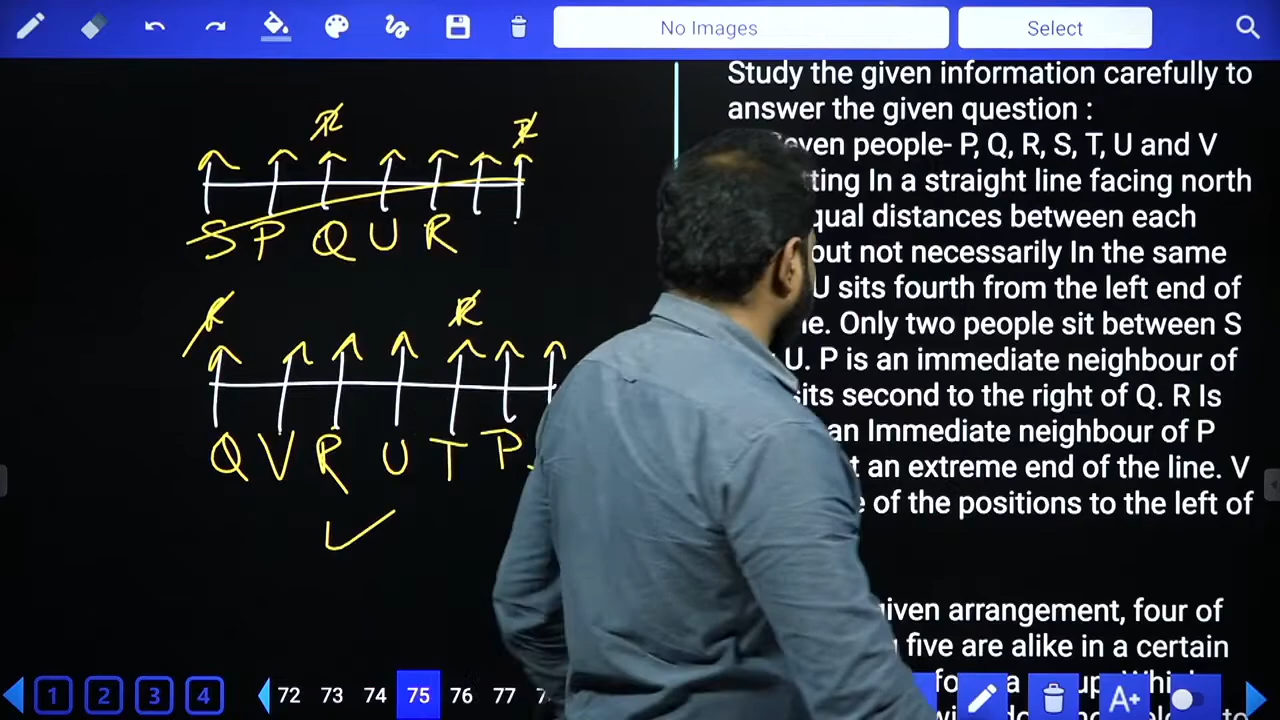 No Images
Select
Study the given information carefully to
answer the given question :
even people- P, Q, R, S, T, U and V
tting In a straight line facing north
qual distances between each
but not necessarily In the same
U sits fourth from the left end of
e. Only two people sit between S
U. P is an immediate neighbour of
sits second to the right of Q. R Is
an Immediate neighbour of P
t an extreme end of the line. V
e of the positions to the left of
given arrangement, four of
five are alike in a certain
R R
S P Q U R
R R
Q V R U T P
1 2 3 4 72 73 74 75 76 77 A+